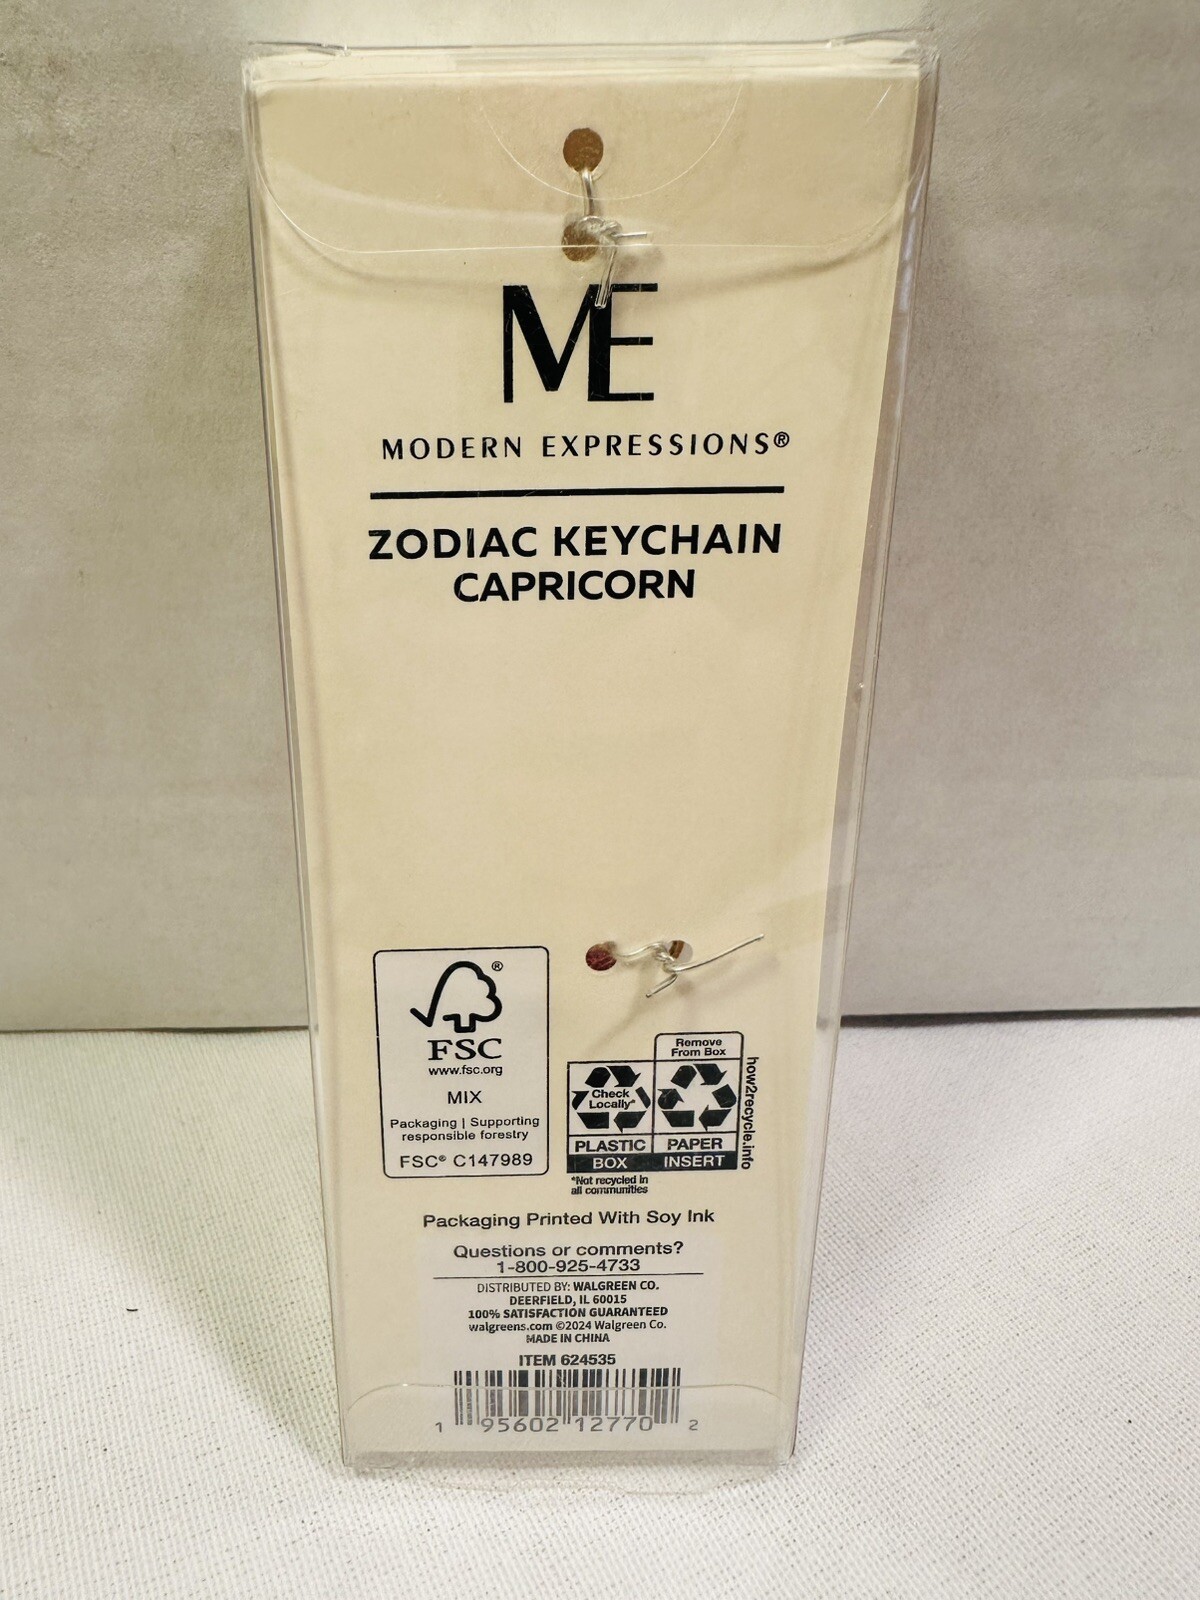 ME
MODERN EXPRESSIONS®
ZODIAC KEYCHAIN
CAPRICORN
®
FSC
www.fsc.org
MIX
Packaging | Supporting
responsible forestry
FSC® C147989
Remove
From Box
Check
Locally*
PLASTIC
PAPER
BOX
INSERT
*Not recycled in
all communities
how2recycle.info
Packaging Printed With Soy Ink
Questions or comments?
1-800-925-4733
DISTRIBUTED BY: WALGREEN CO.
DEERFIELD, IL 60015
100% SATISFACTION GUARANTEED
walgreens.com ©2024 Walgreen Co.
MADE IN CHINA
ITEM 624535
1 95602 12770 2